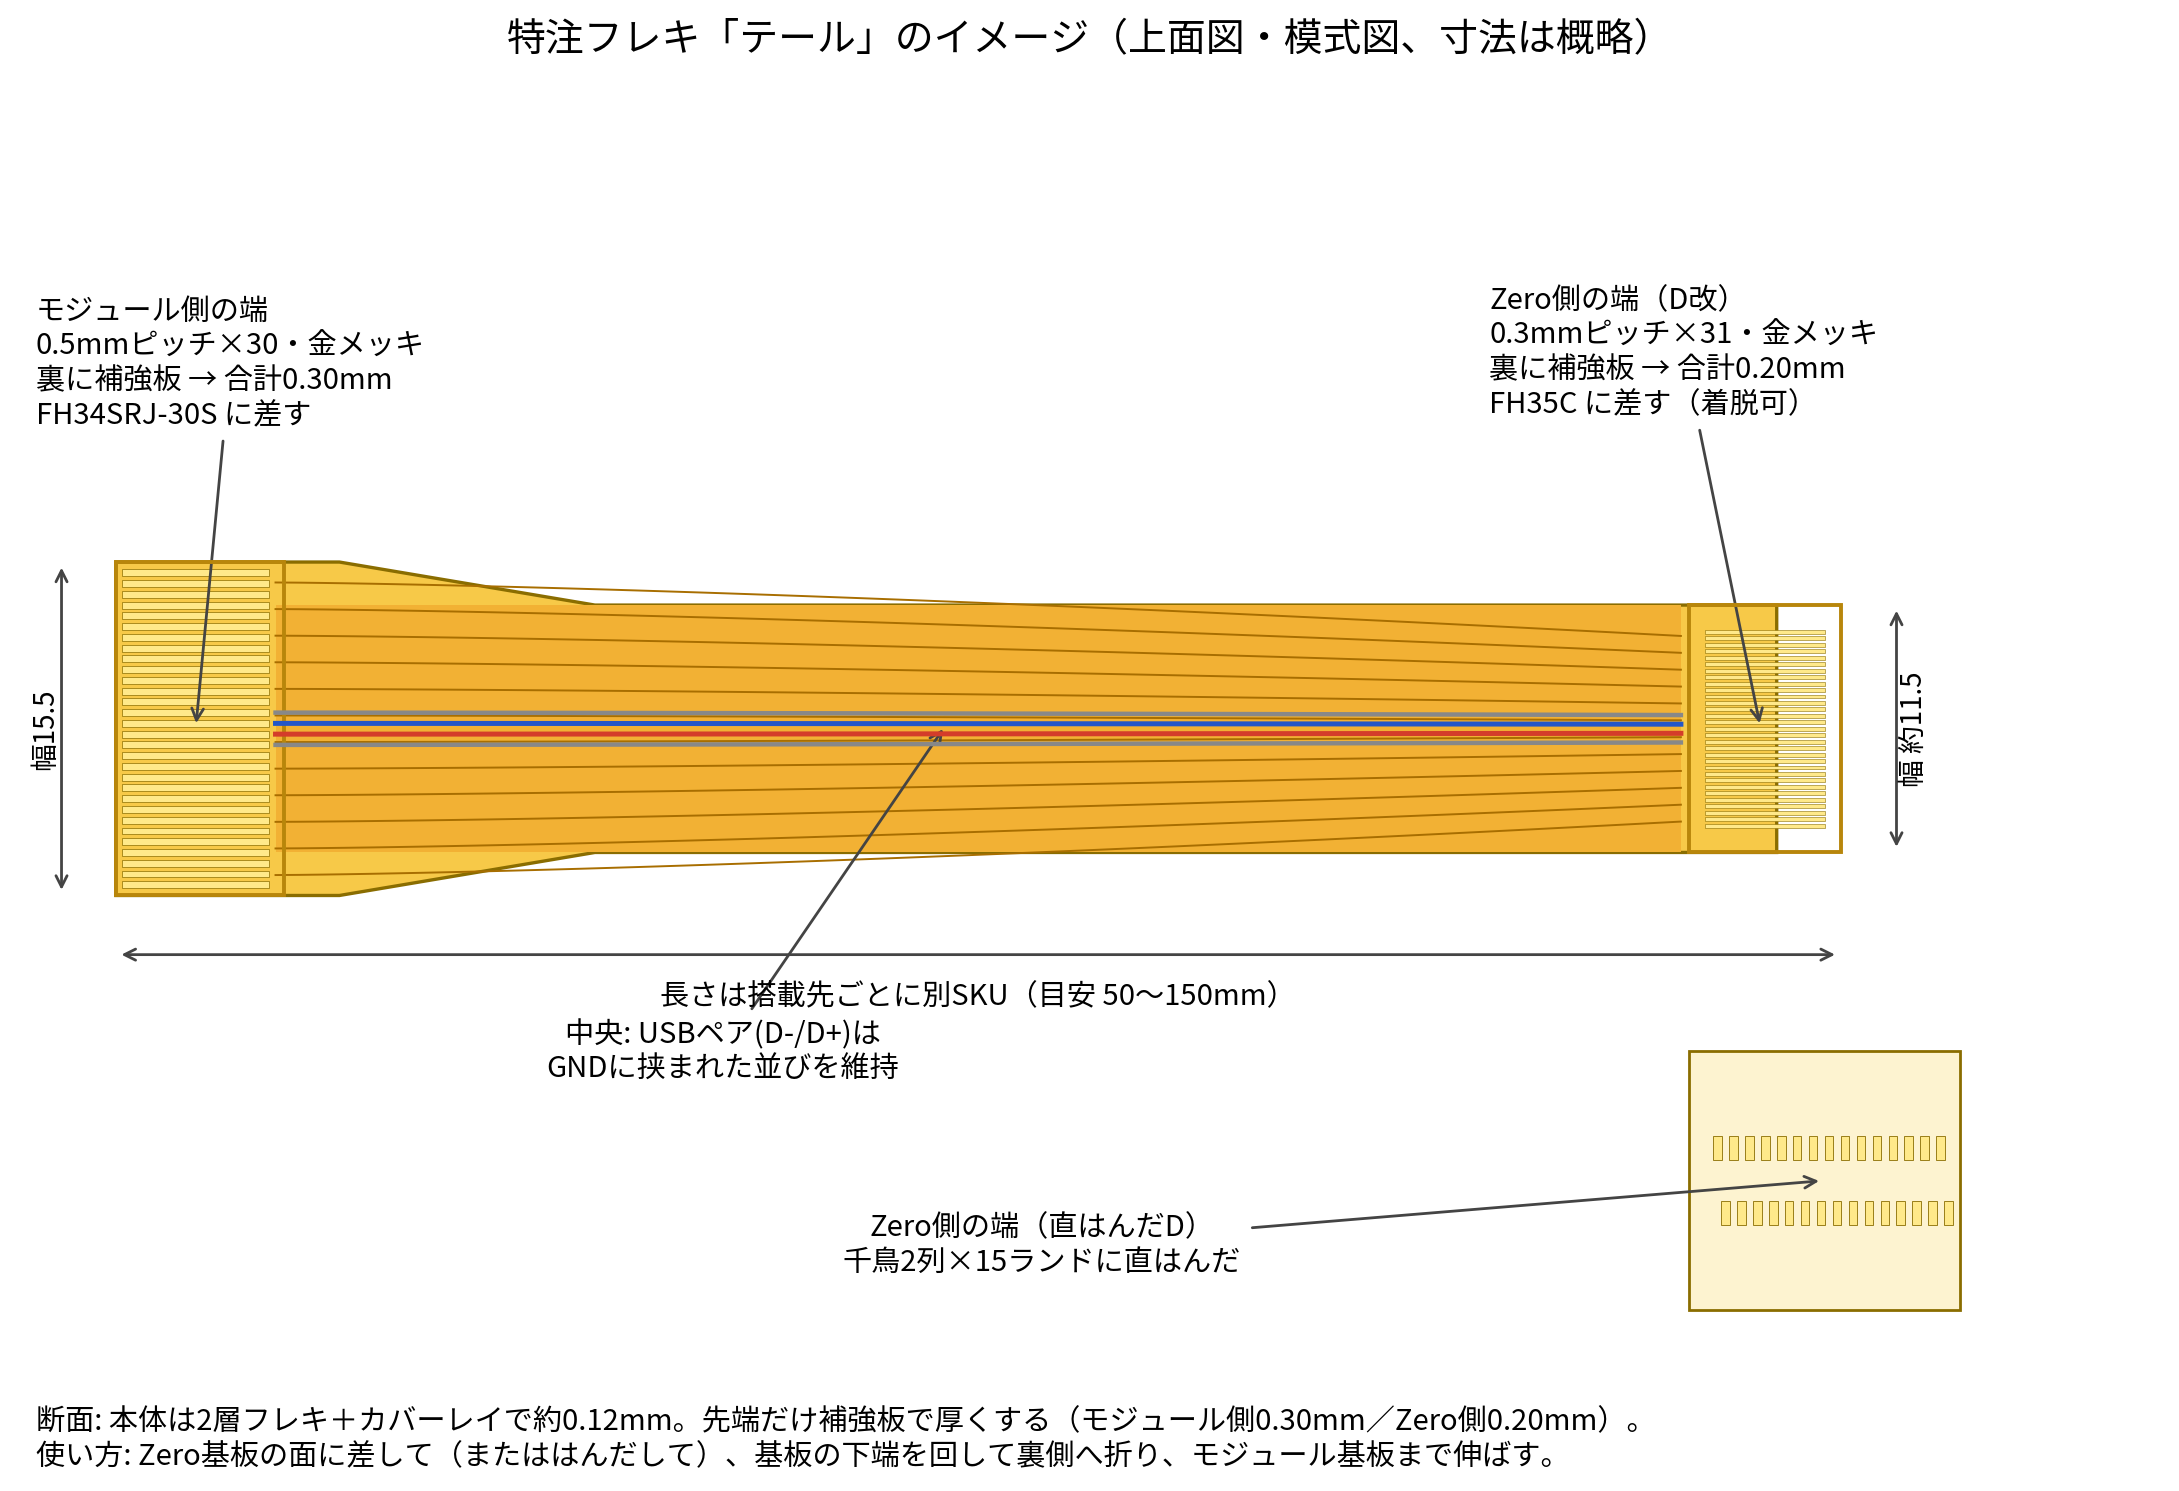 特注フレキ「テール」のイメージ（上面図・模式図、寸法は概略）
モジュール側の端
0.5mmピッチ×30・金メッキ
裏に補強板 → 合計0.30mm
FH34SRJ-30S に差す
Zero側の端（D改）
0.3mmピッチ×31・金メッキ
裏に補強板 → 合計0.20mm
FH35C に差す（着脱可）
幅15.5
幅 約11.5
長さは搭載先ごとに別SKU（目安 50～150mm）
中央: USBペア(D-/D+)は
GNDに挟まれた並びを維持
Zero側の端（直はんだD）
千鳥2列×15ランドに直はんだ
断面: 本体は2層フレキ＋カバーレイで約0.12mm。先端だけ補強板で厚くする（モジュール側0.30mm／Zero側0.20mm）。
使い方: Zero基板の面に差して（またははんだして）、基板の下端を回して裏側へ折り、モジュール基板まで伸ばす。